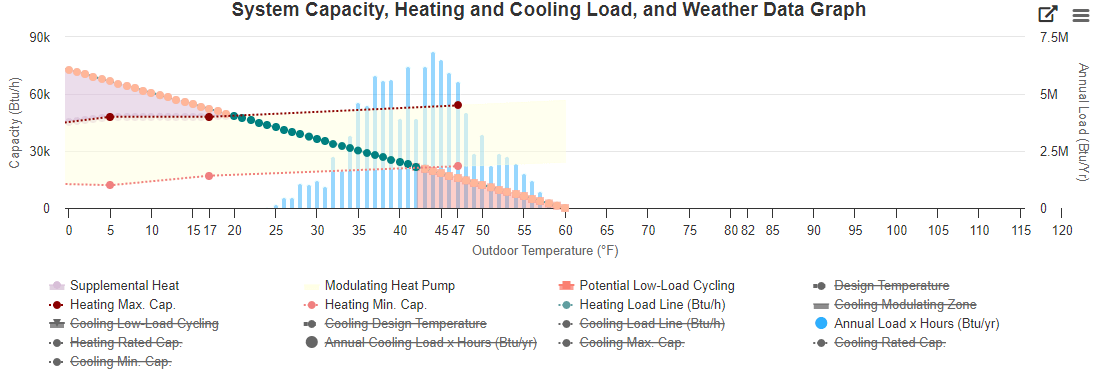 System Capacity, Heating and Cooling Load, and Weather Data Graph
90k 7.5M
60k 5M
30k 2.5M
0 0
Capacity (Btu/h)
Annual Load (Btu/Yr)
0 5 10 15 17 20 25 30 35 40 45 47 50 55 60 65 70 75 80 82 85 90 95 100 105 110 115 120
Outdoor Temperature (°F)
Supplemental Heat Modulating Heat Pump Potential Low-Load Cycling Design Temperature
Heating Max. Cap. Heating Min. Cap. Heating Load Line (Btu/h) Cooling Modulating Zone
Cooling Low-Load Cycling Cooling Design Temperature Cooling Load Line (Btu/h) Annual Load x Hours (Btu/yr)
Heating Rated Cap. Annual Cooling Load x Hours (Btu/yr) Cooling Max. Cap. Cooling Rated Cap.
Cooling Min. Cap.